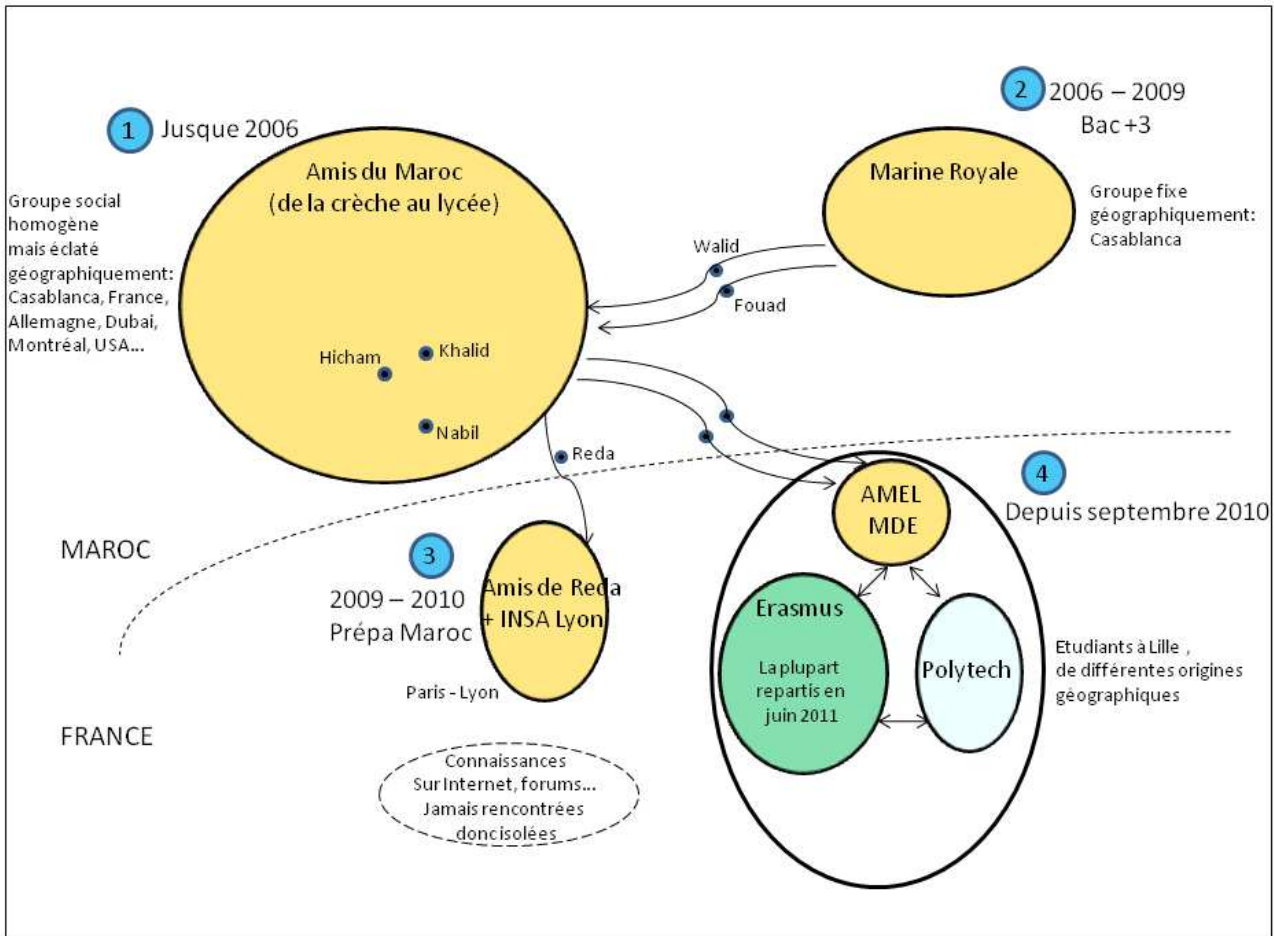 1
Jusque 2006
Groupe social
homogène
mais éclaté
géographiquement:
Casablanca, France,
Allemagne, Dubai,
Montréal, USA...
Amis du Maroc
(de la crèche au lycée)
Hicham
Khalid
Nabil
2
2006 – 2009
Bac +3
Marine Royale
Groupe fixe
géographiquement:
Casablanca
Walid
Fouad
Reda
MAROC
FRANCE
3
2009 – 2010
Prépa Maroc
Amis de Reda
+ INSA Lyon
Paris - Lyon
Connaissances
Sur Internet, forums...
Jamais rencontrées
donc isolées
4
Depuis septembre 2010
AMEL
MDE
Erasmus
La plupart
repartis en
juin 2011
Polytech
Etudiants à Lille ,
de différentes origines
géographiques